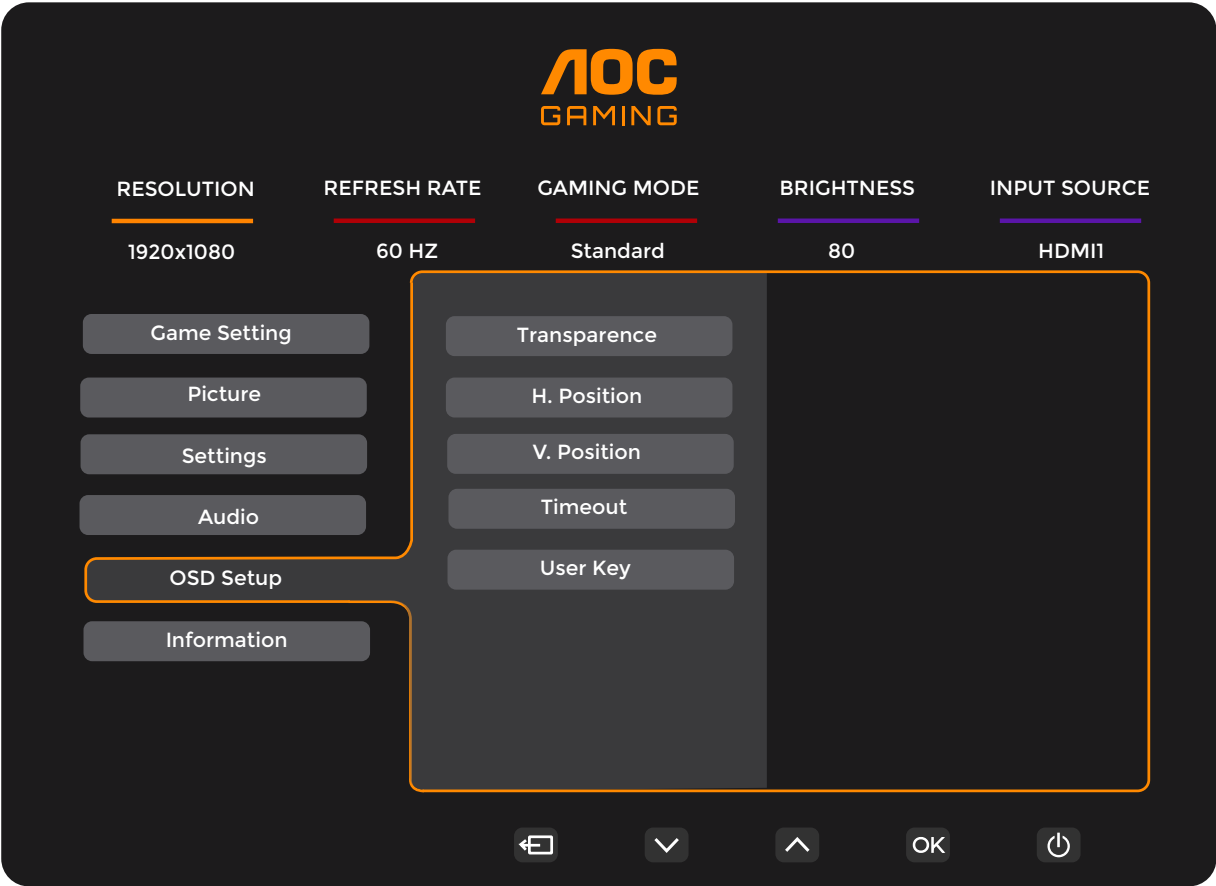 AOC
GAMING
RESOLUTION REFRESH RATE GAMING MODE BRIGHTNESS INPUT SOURCE
1920x1080 60 HZ Standard 80 HDMI1
Game Setting
Picture
Settings
Audio
OSD Setup
Information
Transparence
H. Position
V. Position
Timeout
User Key
OK